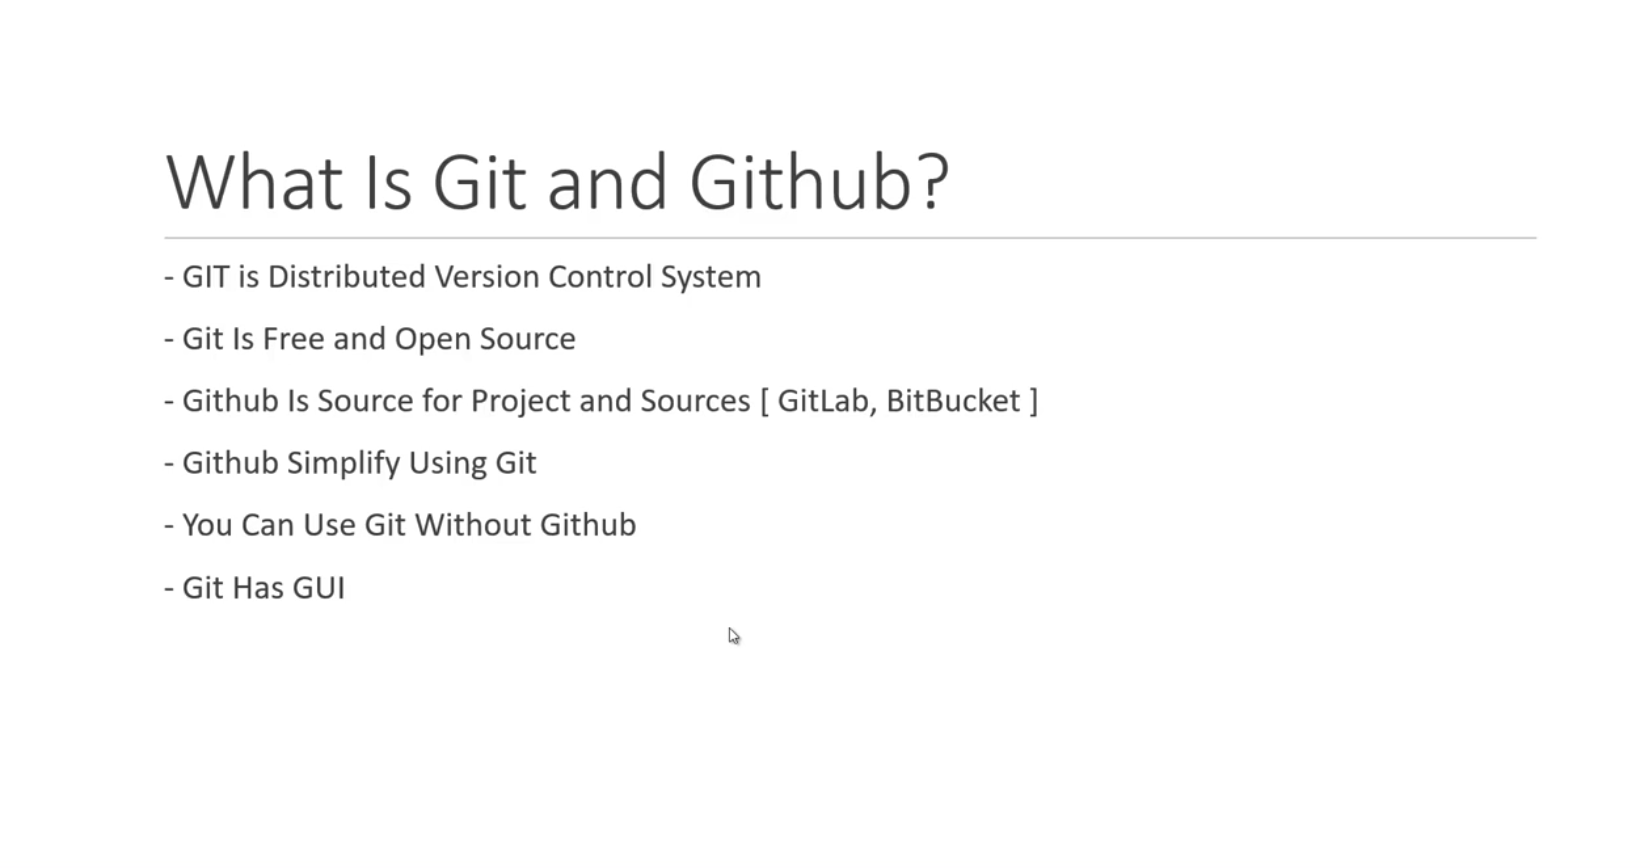 What Is Git and Github?
- GIT is Distributed Version Control System
- Git Is Free and Open Source
- Github Is Source for Project and Sources [ GitLab, BitBucket ]
- Github Simplify Using Git
- You Can Use Git Without Github
- Git Has GUI